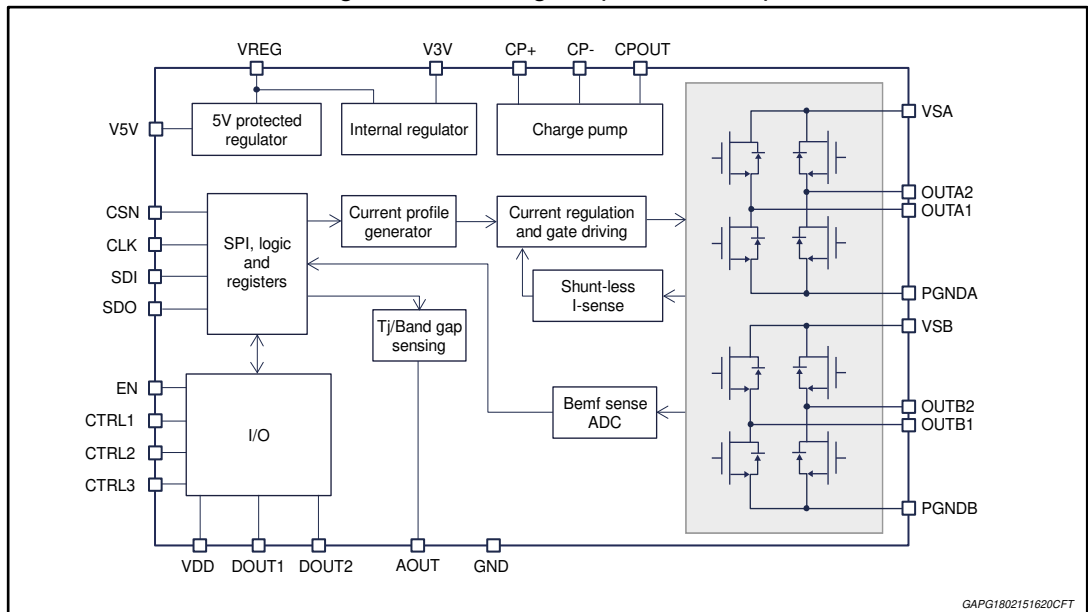 VREG
V3V
CP+
CP-
CPOUT
V5V
5V protected
regulator
Internal regulator
Charge pump
VSA
OUTA2
OUTA1
PGNDA
VSB
OUTB2
OUTB1
PGNDB
CSN
CLK
SDI
SDO
SPI, logic
and
registers
Current profile
generator
Current regulation
and gate driving
Shunt-less
I-sense
Tj/Band gap
sensing
Bemf sense
ADC
EN
CTRL1
CTRL2
CTRL3
I/O
VDD
DOUT1
DOUT2
AOUT
GND
GAPG1802151620CFT